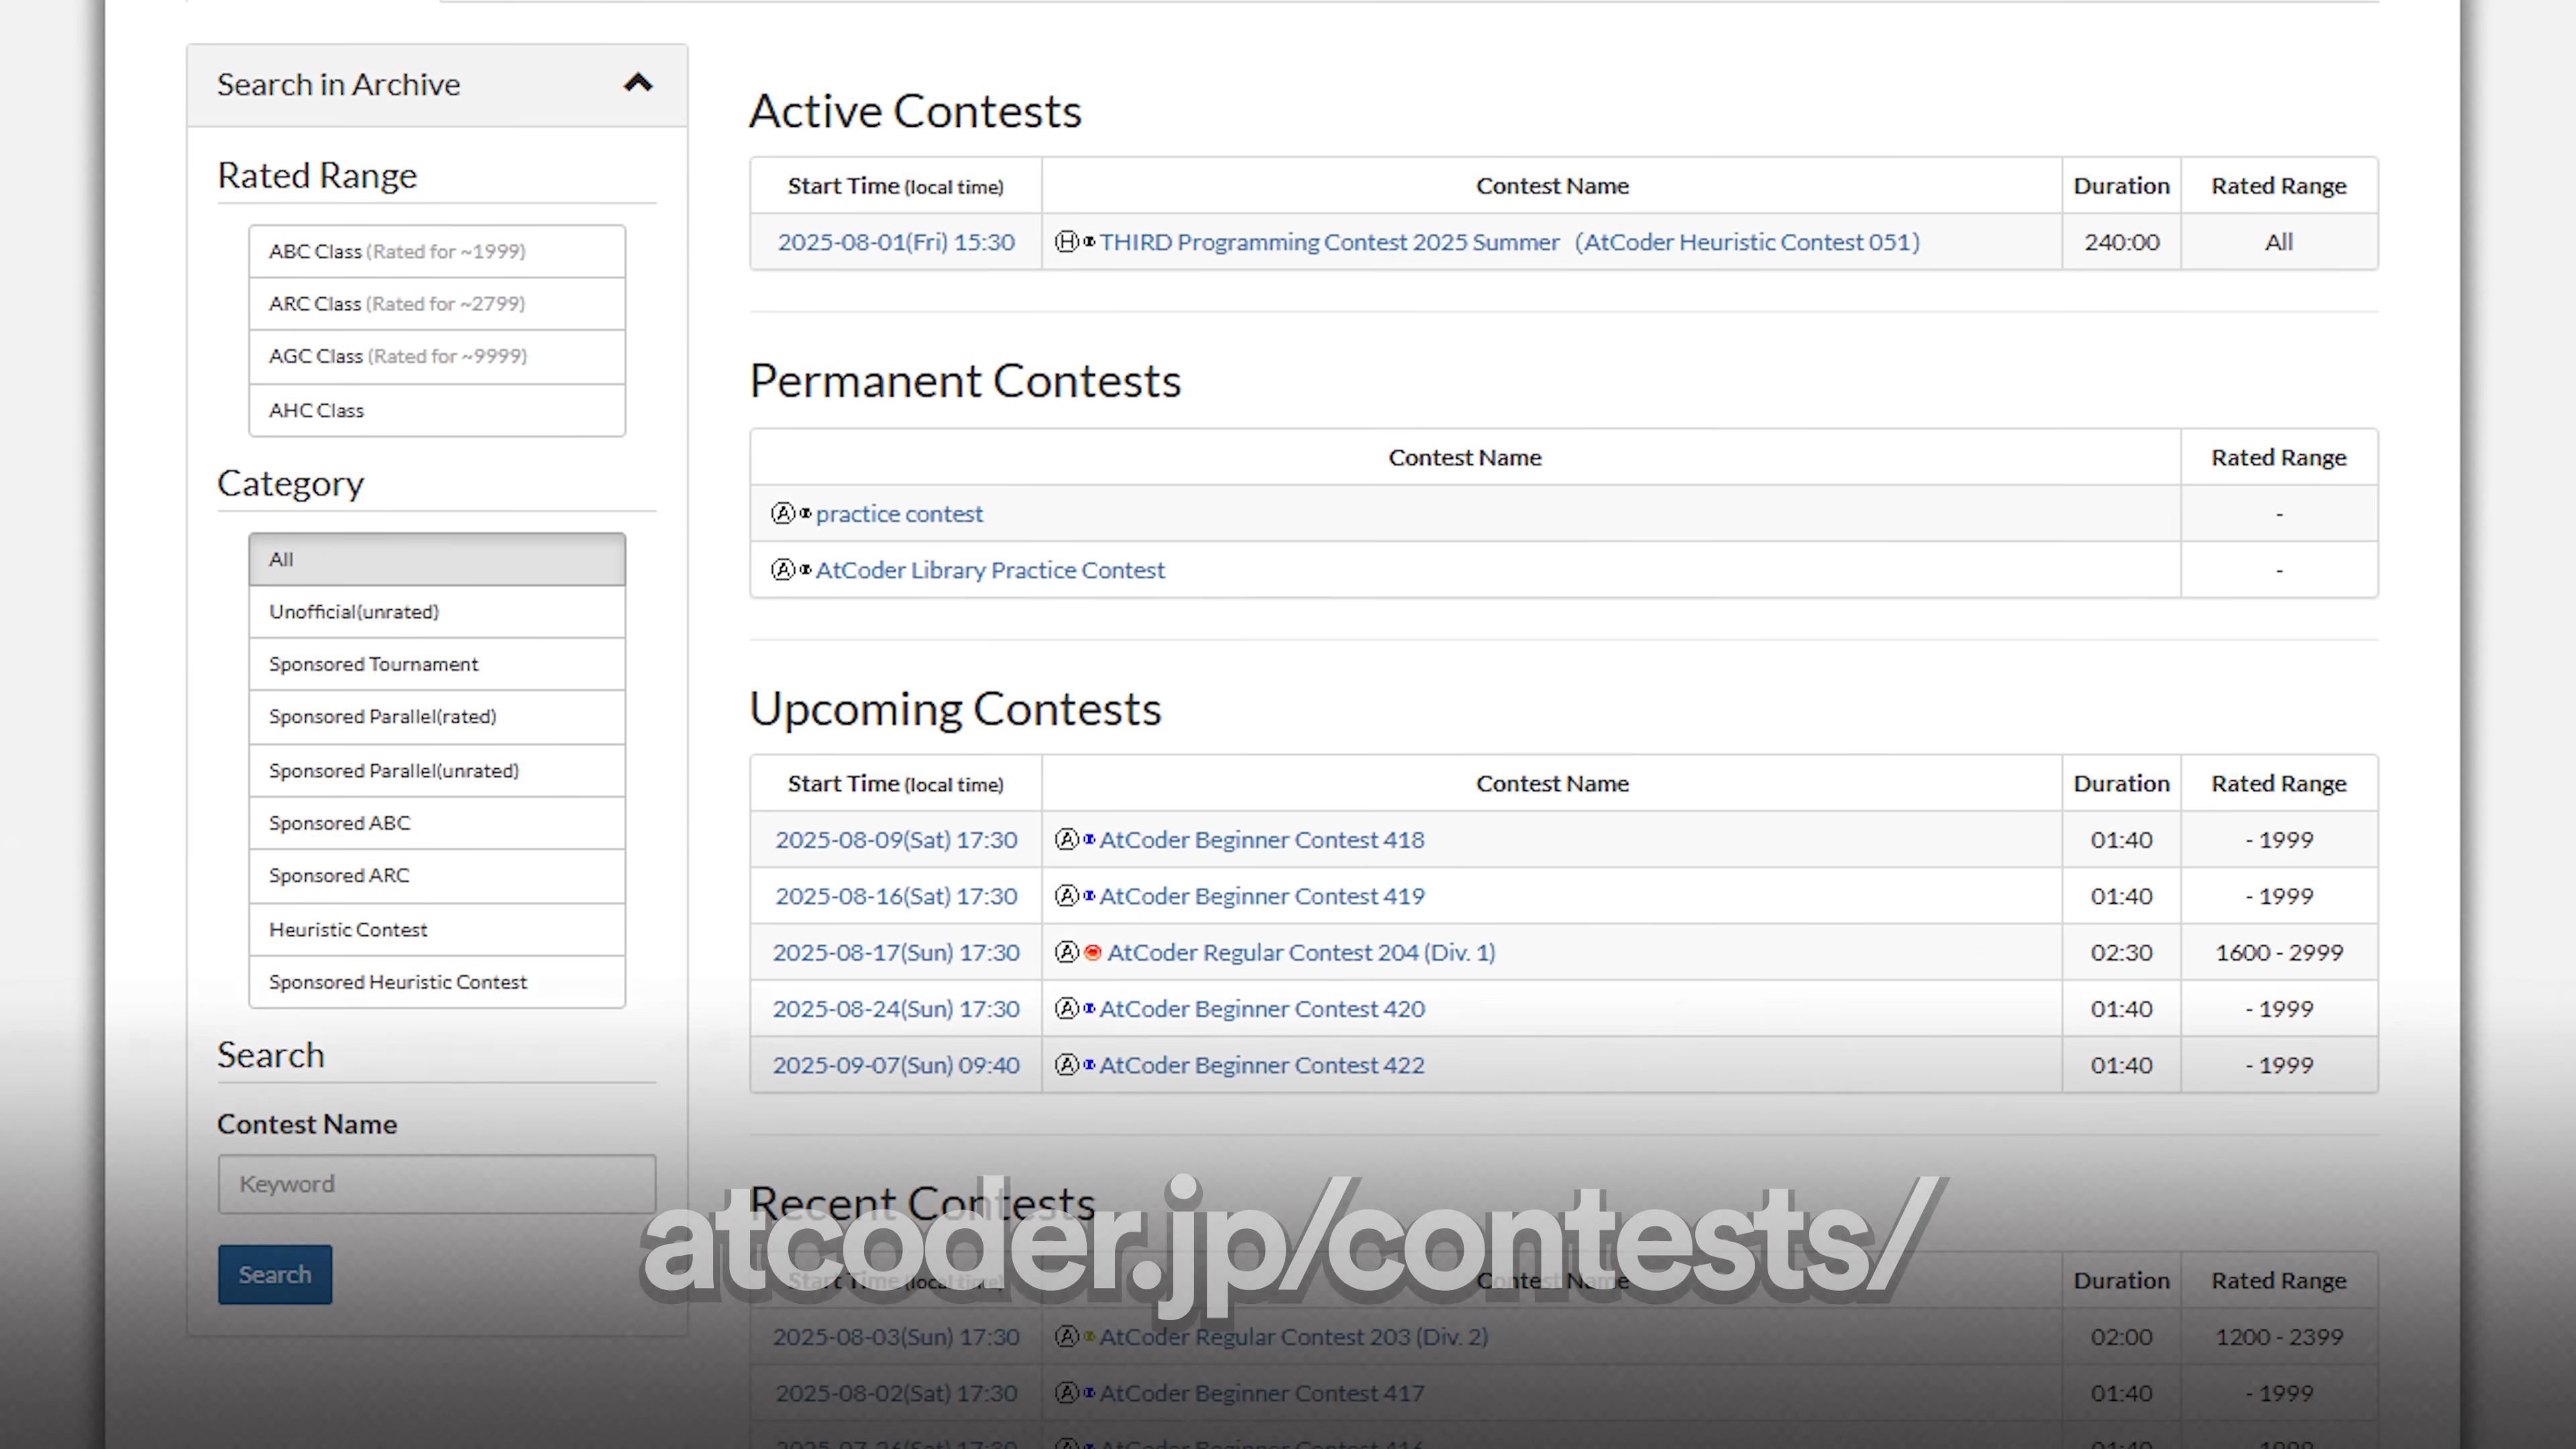 Search in Archive
Rated Range
ABC Class (Rated for ~1999)
ARC Class (Rated for ~2799)
AGC Class (Rated for ~9999)
AHC Class
Category
All
Unofficial(unrated)
Sponsored Tournament
Sponsored Parallel(rated)
Sponsored Parallel(unrated)
Sponsored ABC
Sponsored ARC
Heuristic Contest
Sponsored Heuristic Contest
Search
Contest Name
Keyword
Search
Active Contests
Start Time (local time) Contest Name Duration Rated Range
2025-08-01(Fri) 15:30 Ⓗ THIRD Programming Contest 2025 Summer (AtCoder Heuristic Contest 051) 240:00 All
Permanent Contests
Contest Name Rated Range
Ⓐ practice contest -
Ⓐ AtCoder Library Practice Contest -
Upcoming Contests
Start Time (local time) Contest Name Duration Rated Range
2025-08-09(Sat) 17:30 Ⓐ AtCoder Beginner Contest 418 01:40 - 1999
2025-08-16(Sat) 17:30 Ⓐ AtCoder Beginner Contest 419 01:40 - 1999
2025-08-17(Sun) 17:30 Ⓐ AtCoder Regular Contest 204 (Div. 1) 02:30 1600 - 2999
2025-08-24(Sun) 17:30 Ⓐ AtCoder Beginner Contest 420 01:40 - 1999
2025-09-07(Sun) 09:40 Ⓐ AtCoder Beginner Contest 422 01:40 - 1999
Recent Contests
atcoder.jp/contests/
Start Time (local time) Contest Name Duration Rated Range
2025-08-03(Sun) 17:30 Ⓐ AtCoder Regular Contest 203 (Div. 2) 02:00 1200 - 2399
2025-08-02(Sat) 17:30 Ⓐ AtCoder Beginner Contest 417 01:40 - 1999